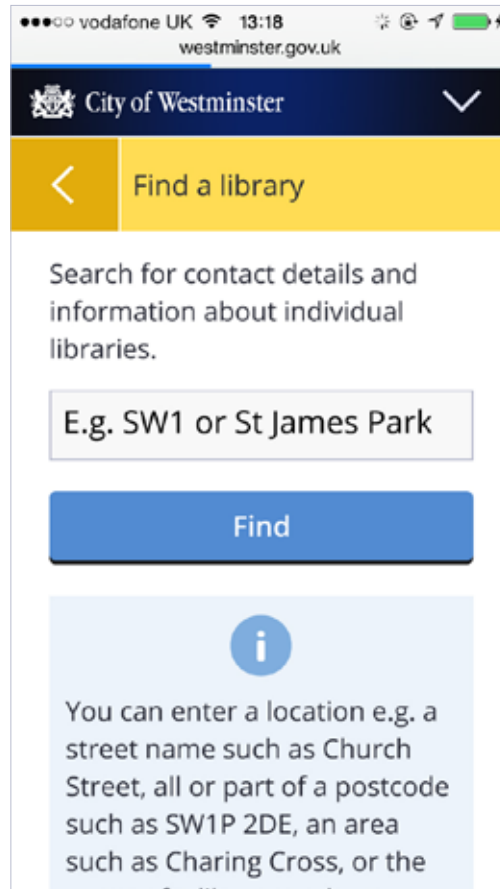 vodafone UK 13:18
westminster.gov.uk
City of Westminster
Find a library
Search for contact details and
information about individual
libraries.
E.g. SW1 or St James Park
Find
i
You can enter a location e.g. a
street name such as Church
Street, all or part of a postcode
such as SW1P 2DE, an area
such as Charing Cross, or the